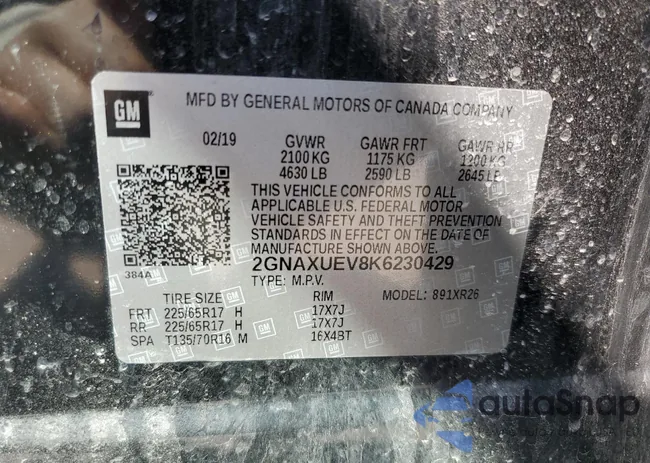 GM
MFD BY GENERAL MOTORS OF CANADA COMPANY
02/19 GVWR GAWR FRT GAWR RR
2100 KG 1175 KG 1200 KG
4630 LB 2590 LB 2645 LB
THIS VEHICLE CONFORMS TO ALL
APPLICABLE U.S. FEDERAL MOTOR
VEHICLE SAFETY AND THEFT PREVENTION
STANDARDS IN EFFECT ON THE DATE OF
MANUFACTURE SHOWN ABOVE.
384A
2GNAXUEV8K6230429
TYPE: M.P.V. MODEL: 891XR26
TIRE SIZE RIM
FRT 225/65R17 H 17X7J
RR 225/65R17 H 17X7J
SPA T135/70R16 M 16X4BT
autoSnap